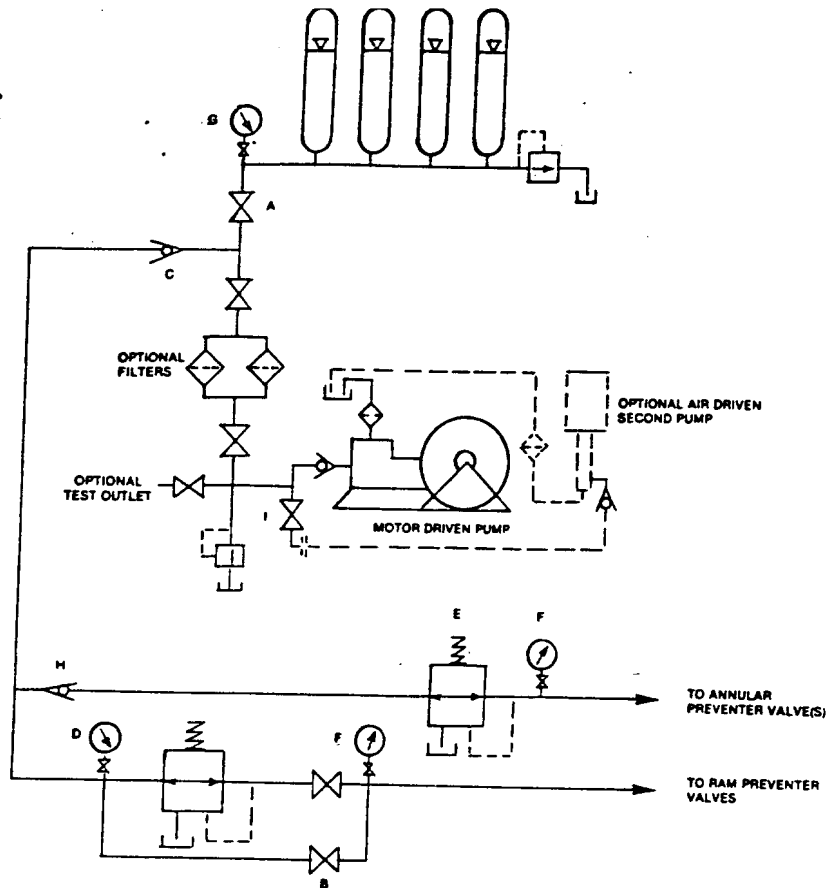 G
A
C
OPTIONAL
FILTERS
OPTIONAL AIR DRIVEN
SECOND PUMP
OPTIONAL
TEST OUTLET
I
MOTOR DRIVEN PUMP
E
F
H
TO ANNULAR
PREVENTER VALVE(S)
D
F
TO RAM PREVENTER
VALVES
B